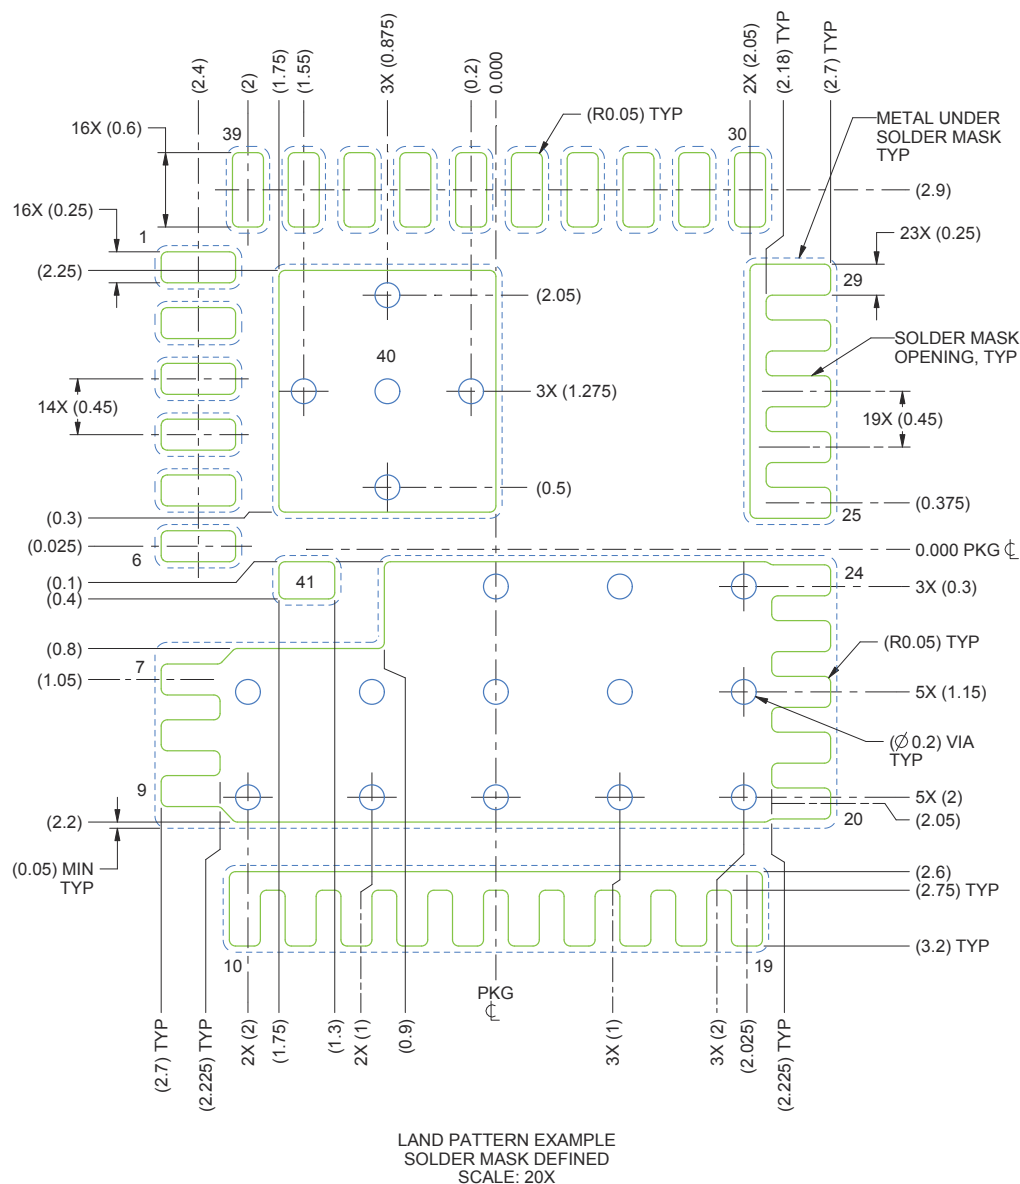 (2.4)
(2)
(1.75)
(1.55)
3X (0.875)
(0.2)
0.000
2X (2.05)
(2.18) TYP
(2.7) TYP
16X (0.6)
39
(R0.05) TYP
30
METAL UNDER
SOLDER MASK
TYP
(2.9)
16X (0.25)
1
23X (0.25)
(2.25)
29
(2.05)
SOLDER MASK
OPENING, TYP
40
3X (1.275)
14X (0.45)
19X (0.45)
(0.5)
(0.375)
(0.3)
25
(0.025)
6
0.000 PKG ℄
(0.1)
41
24
(0.4)
3X (0.3)
(0.8)
(R0.05) TYP
7
(1.05)
5X (1.15)
(∅ 0.2) VIA
TYP
9
5X (2)
(2.2)
20
(2.05)
(0.05) MIN
TYP
(2.6)
(2.75) TYP
(3.2) TYP
10
19
PKG
℄
(2.7) TYP
(2.225) TYP
2X (2)
(1.75)
(1.3)
2X (1)
(0.9)
3X (1)
3X (2)
(2.025)
(2.225) TYP
LAND PATTERN EXAMPLE
SOLDER MASK DEFINED
SCALE: 20X